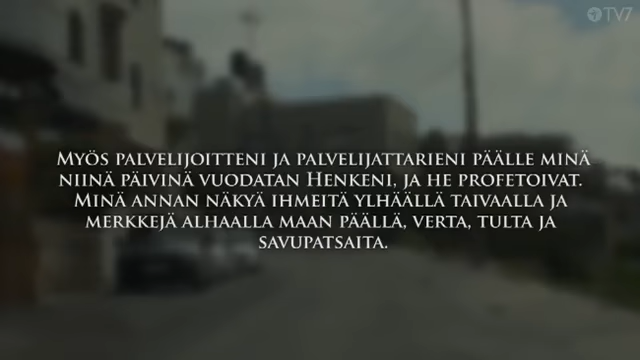 TV7
Myös palvelijoitteni ja palvelijattarieni päälle minä
niinä päivinä vuodatan Henkeni, ja he profetoivat.
Minä annan näkyä ihmeitä ylhäällä taivaalla ja
merkkejä alhaalla maan päällä, verta, tulta ja
savupatsaita.